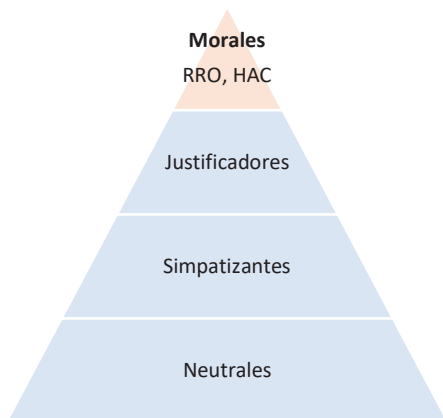 Morales
RRO, HAC
Justificadores
Simpatizantes
Neutrales